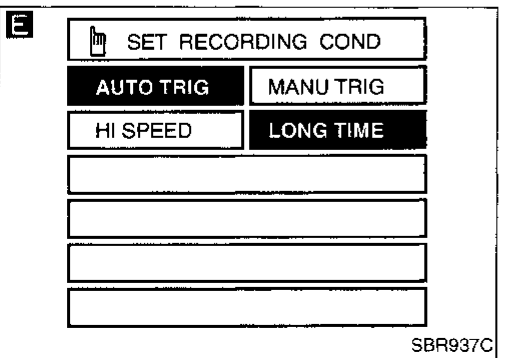 E
SET RECORDING COND
AUTO TRIG MANU TRIG
HI SPEED LONG TIME
SBR937C